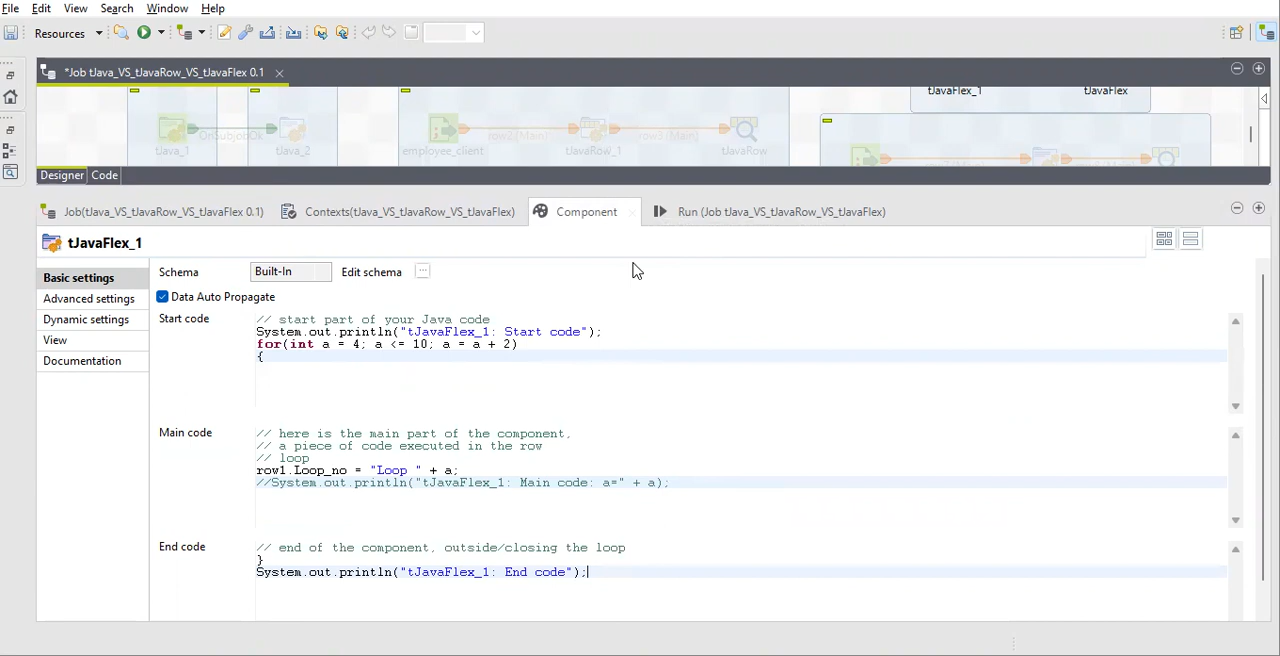 File Edit View Search Window Help
Resources
*Job tJava_VS_tJavaRow_VS_tJavaFlex 0.1
tJavaFlex_1 tJavaFlex
OnSubjobOk row2 (Main) row3 (Main)
tJava_1 tJava_2 employee_client tJavaRow_1 tJavaRow
Designer Code
Job(tJava_VS_tJavaRow_VS_tJavaFlex 0.1) Contexts(tJava_VS_tJavaRow_VS_tJavaFlex) Component Run (Job tJava_VS_tJavaRow_VS_tJavaFlex)
tJavaFlex_1
Basic settings
Advanced settings
Dynamic settings
View
Documentation
Schema Built-In Edit schema ...
Data Auto Propagate
Start code
// start part of your Java code
System.out.println("tJavaFlex_1: Start code");
for(int a = 4; a <= 10; a = a + 2)
{
Main code
// here is the main part of the component,
// a piece of code executed in the row
// loop
row1.Loop_no = "Loop " + a;
//System.out.println("tJavaFlex_1: Main code: a=" + a);
End code
// end of the component, outside/closing the loop
}
System.out.println("tJavaFlex_1: End code");